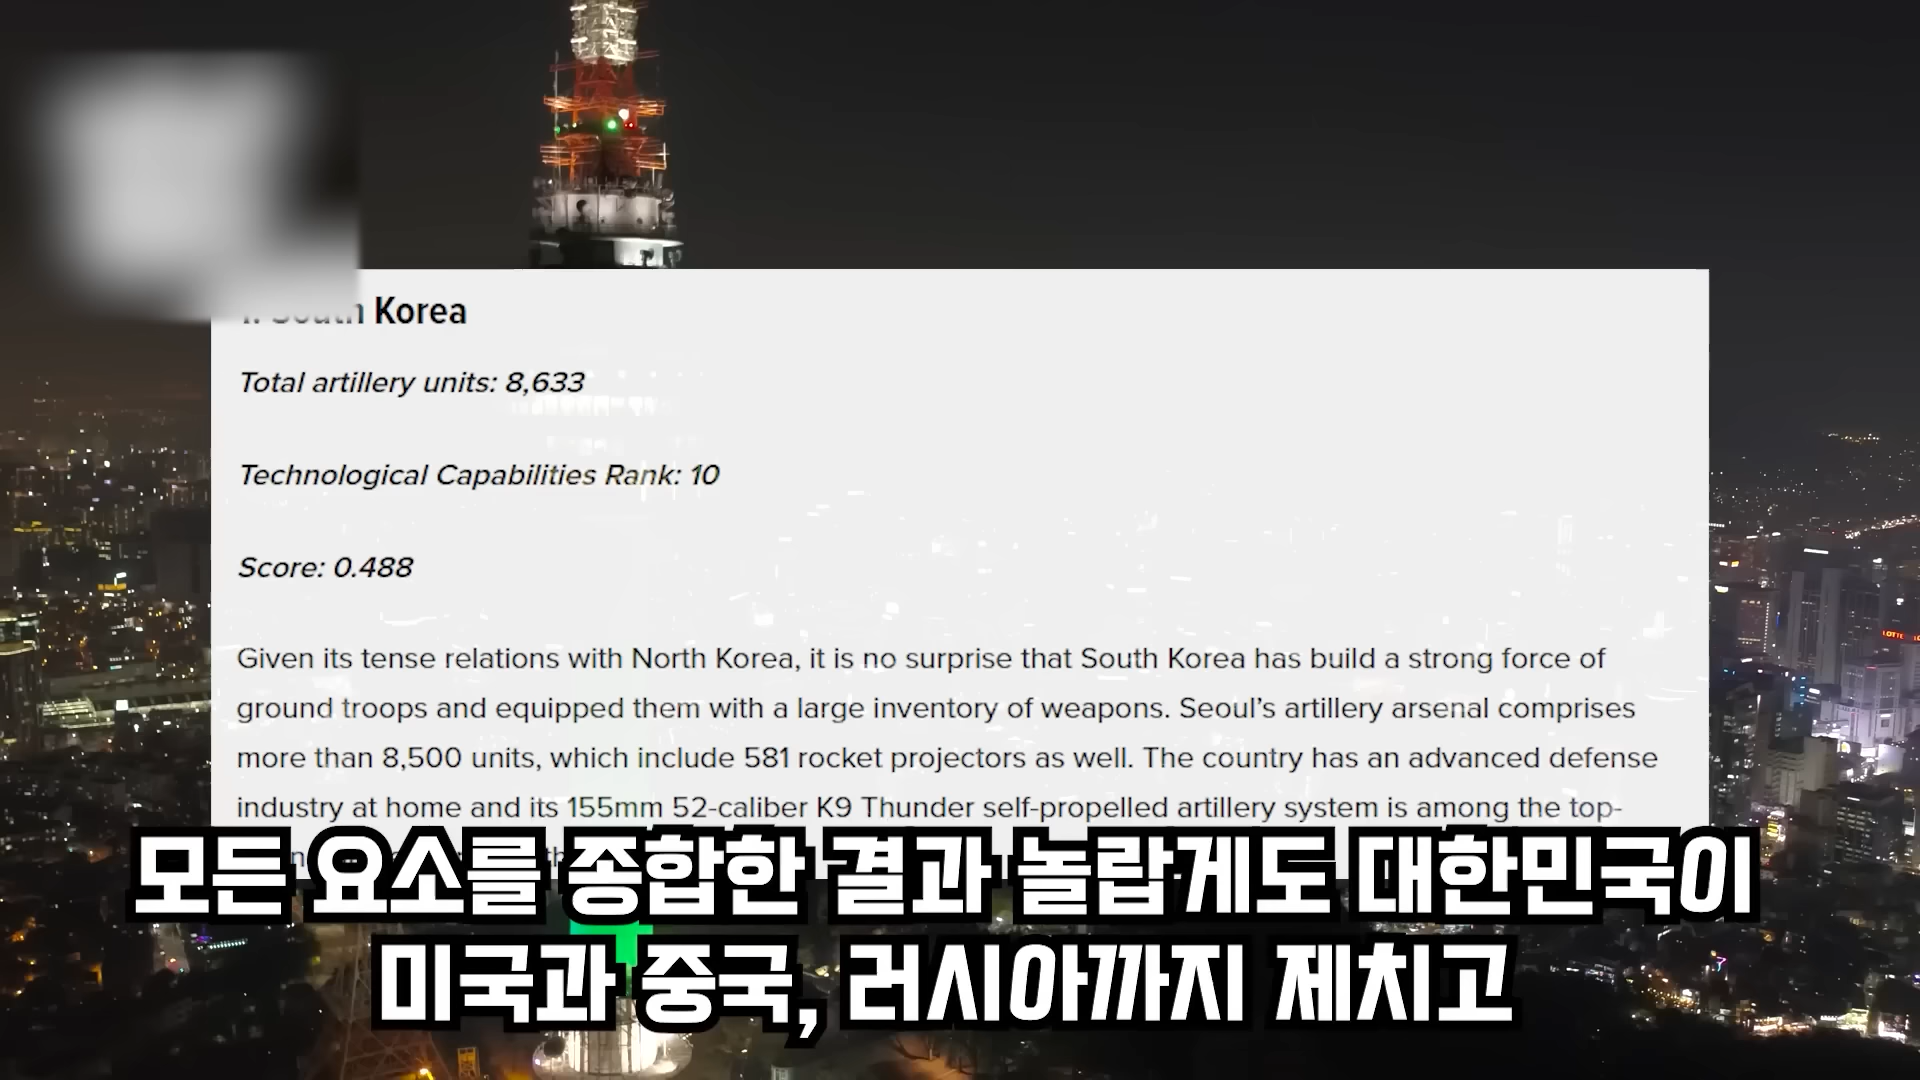 South Korea
Total artillery units: 8,633
Technological Capabilities Rank: 10
Score: 0.488
Given its tense relations with North Korea, it is no surprise that South Korea has build a strong force of
ground troops and equipped them with a large inventory of weapons. Seoul’s artillery arsenal comprises
more than 8,500 units, which include 581 rocket projectors as well. The country has an advanced defense
industry at home and its 155mm 52-caliber K9 Thunder self-propelled artillery system is among the top-
모든 요소를 종합한 결과 놀랍게도 대한민국이
미국과 중국, 러시아까지 제치고
LOTTE